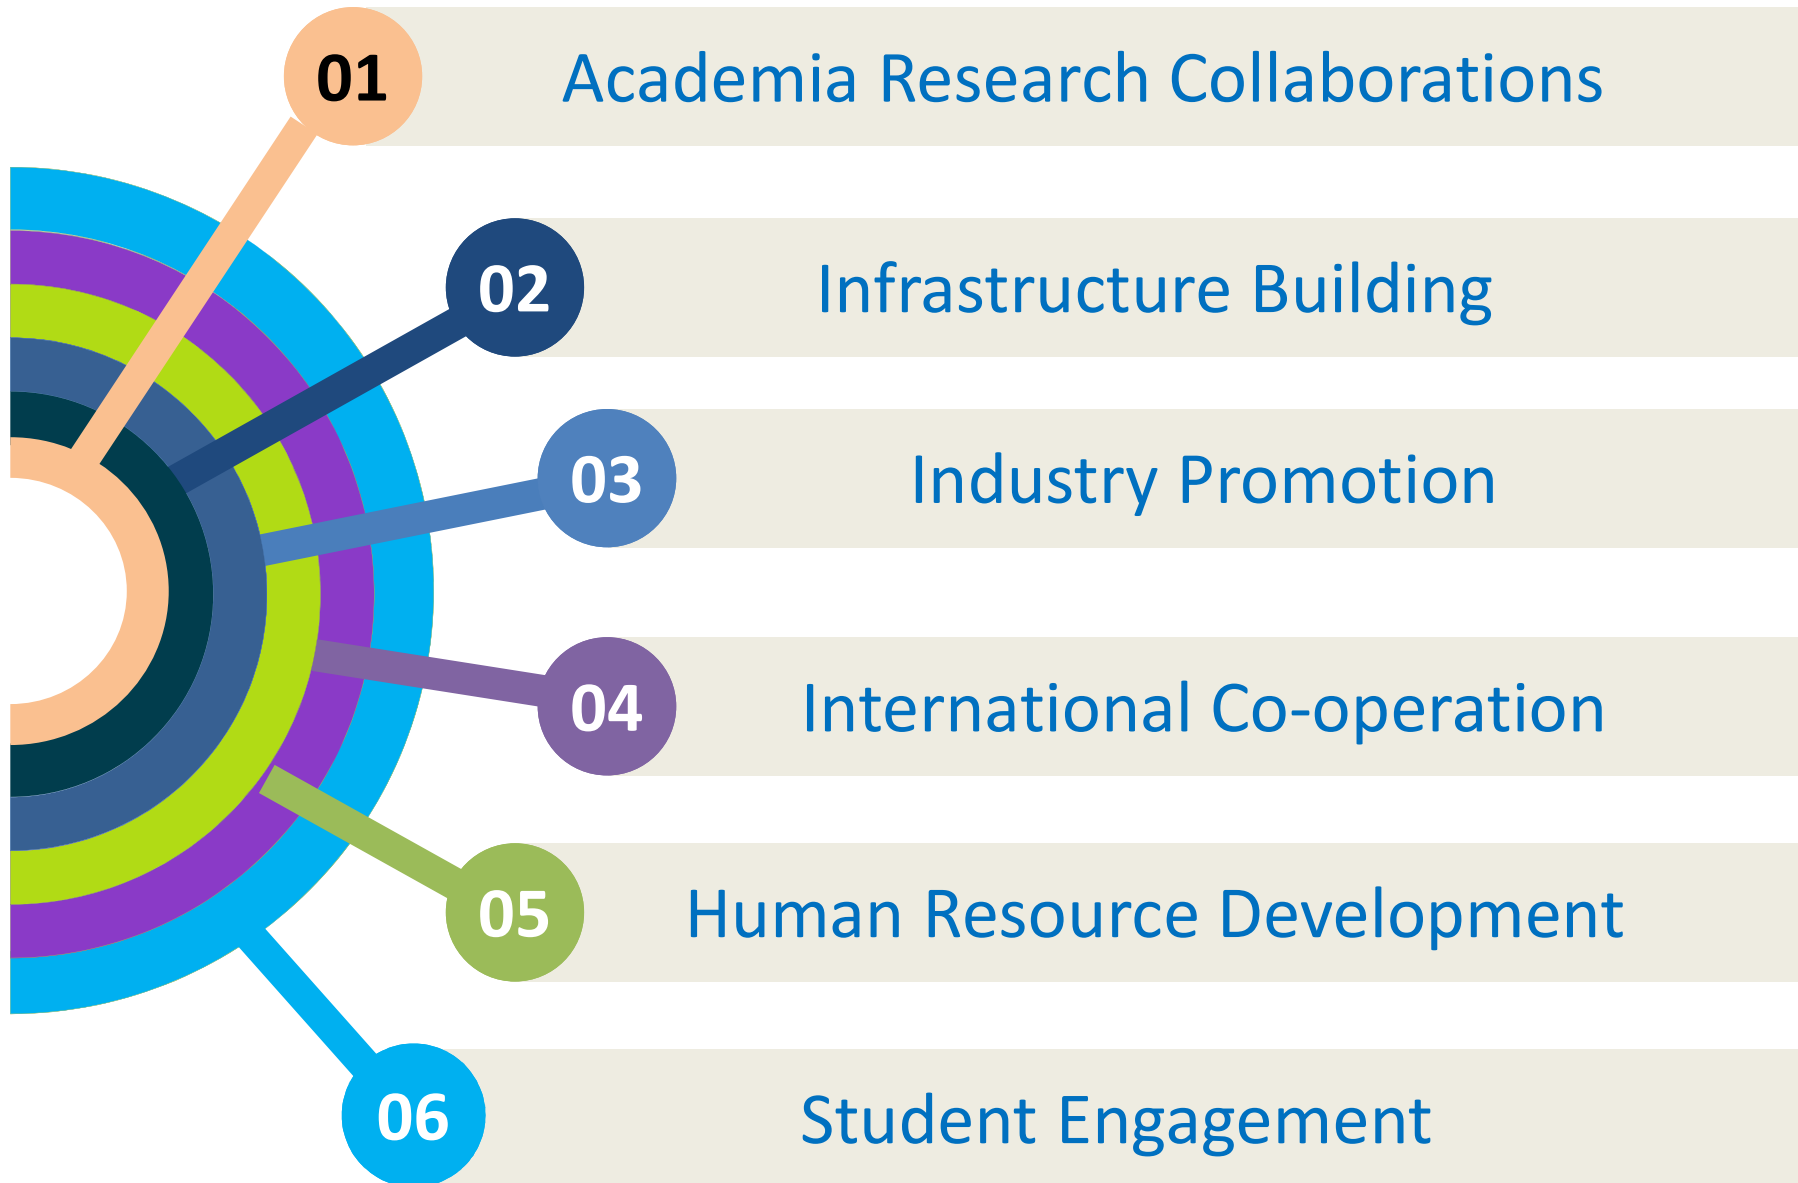 01 Academia Research Collaborations
02 Infrastructure Building
03 Industry Promotion
04 International Co-operation
05 Human Resource Development
06 Student Engagement